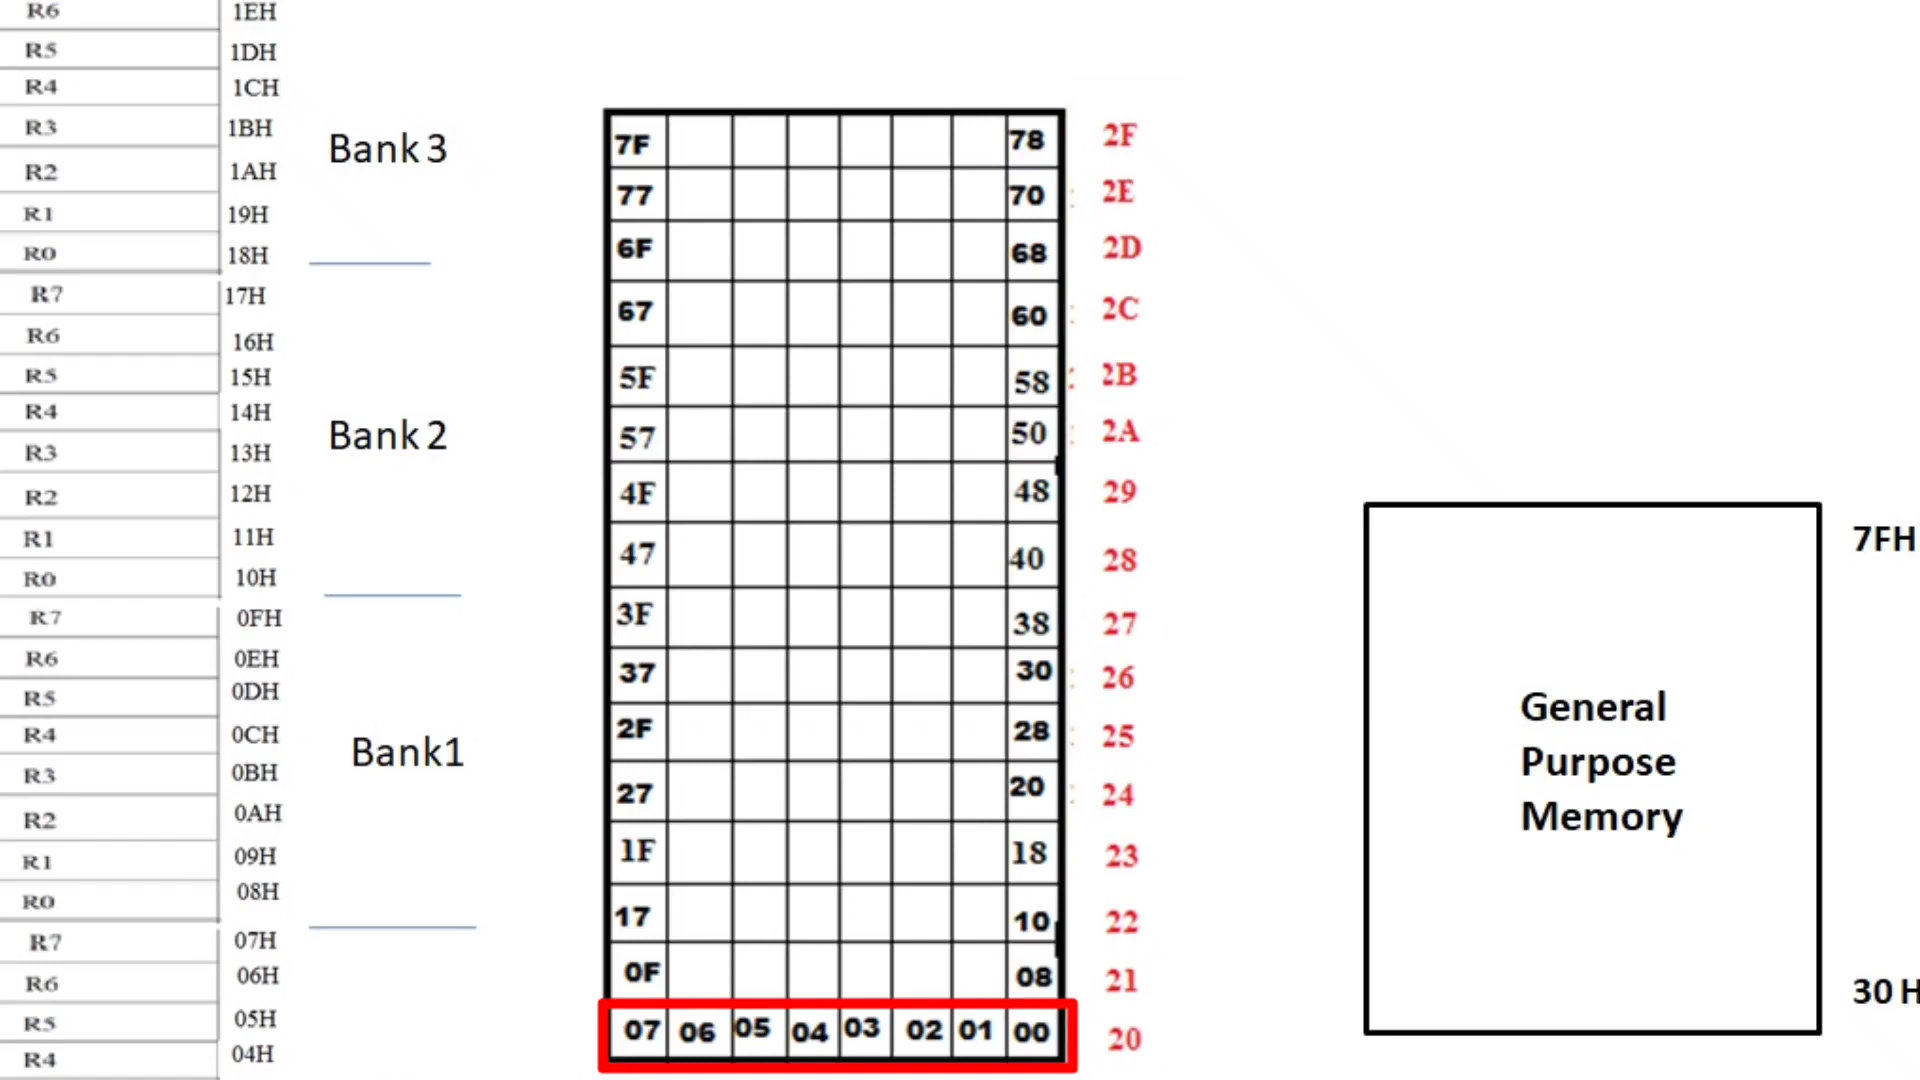 R6 1EH
R5 1DH
R4 1CH
R3 1BH
R2 1AH
R1 19H
R0 18H
Bank 3
R7 17H
R6 16H
R5 15H
R4 14H
R3 13H
R2 12H
R1 11H
R0 10H
Bank 2
R7 0FH
R6 0EH
R5 0DH
R4 0CH
R3 0BH
R2 0AH
R1 09H
R0 08H
Bank1
R7 07H
R6 06H
R5 05H
R4 04H
7F 78 2F
77 70 2E
6F 68 2D
67 60 2C
5F 58 2B
57 50 2A
4F 48 29
47 40 28
3F 38 27
37 30 26
2F 28 25
27 20 24
1F 18 23
17 10 22
0F 08 21
07 06 05 04 03 02 01 00 20
7FH
General
Purpose
Memory
30 H